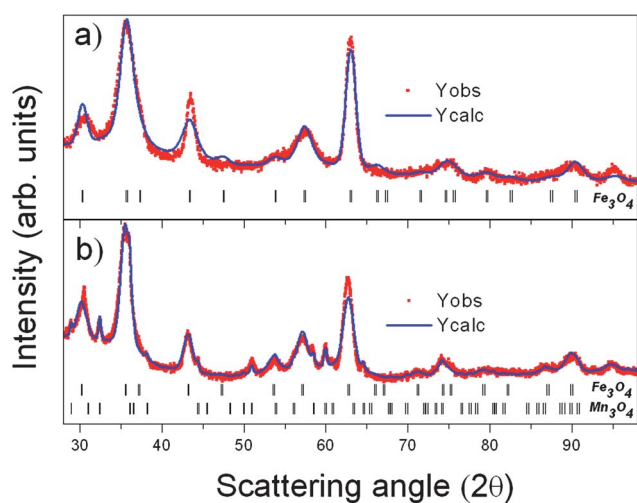 a)
Yobs
Ycalc
Fe₃O₄
b)
Yobs
Ycalc
Fe₃O₄
Mn₃O₄
30 40 50 60 70 80 90
Scattering angle (2θ)
Intensity (arb. units)